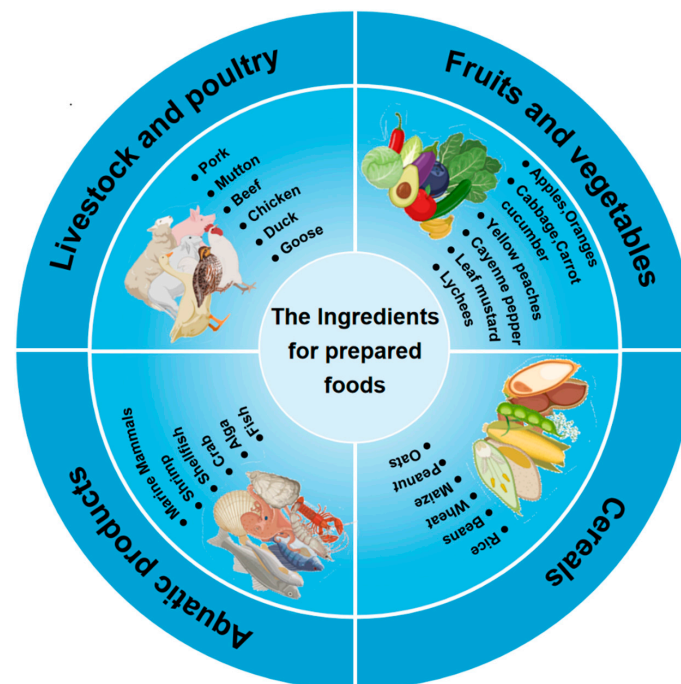 Livestock and poultry
• Pork
• Mutton
• Beef
• Chicken
• Duck
• Goose
Fruits and vegetables
• Apples,Oranges
• Cabbage,Carrot
cucumber
• Yellow peaches
• Cayenne pepper
• Leaf mustard
• Lychees
The Ingredients
for prepared
foods
Aquatic products
• Fish
• Alga
• Crab
• Shellfish
• Shrimp
• Marine Mammals
Cereals
• Oats
• Peanut
• Maize
• Wheat
• Beans
• Rice